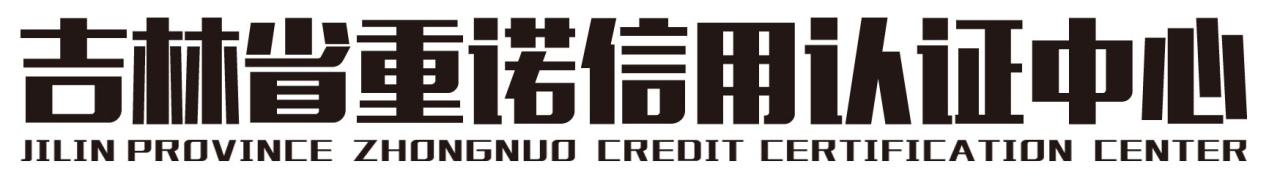 吉林省重诺信用认证中心
JILIN PROVINCE ZHONGNUO CREDIT CERTIFICATION CENTER